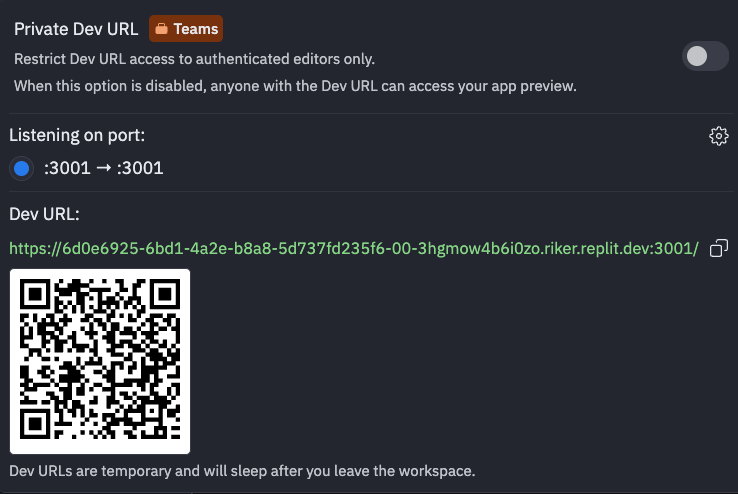 Private Dev URL Teams
Restrict Dev URL access to authenticated editors only.
When this option is disabled, anyone with the Dev URL can access your app preview.
Listening on port:
:3001 → :3001
Dev URL:
https://6d0e6925-6bd1-4a2e-b8a8-5d737fd235f6-00-3hgmow4b6i0zo.riker.replit.dev:3001/
Dev URLs are temporary and will sleep after you leave the workspace.